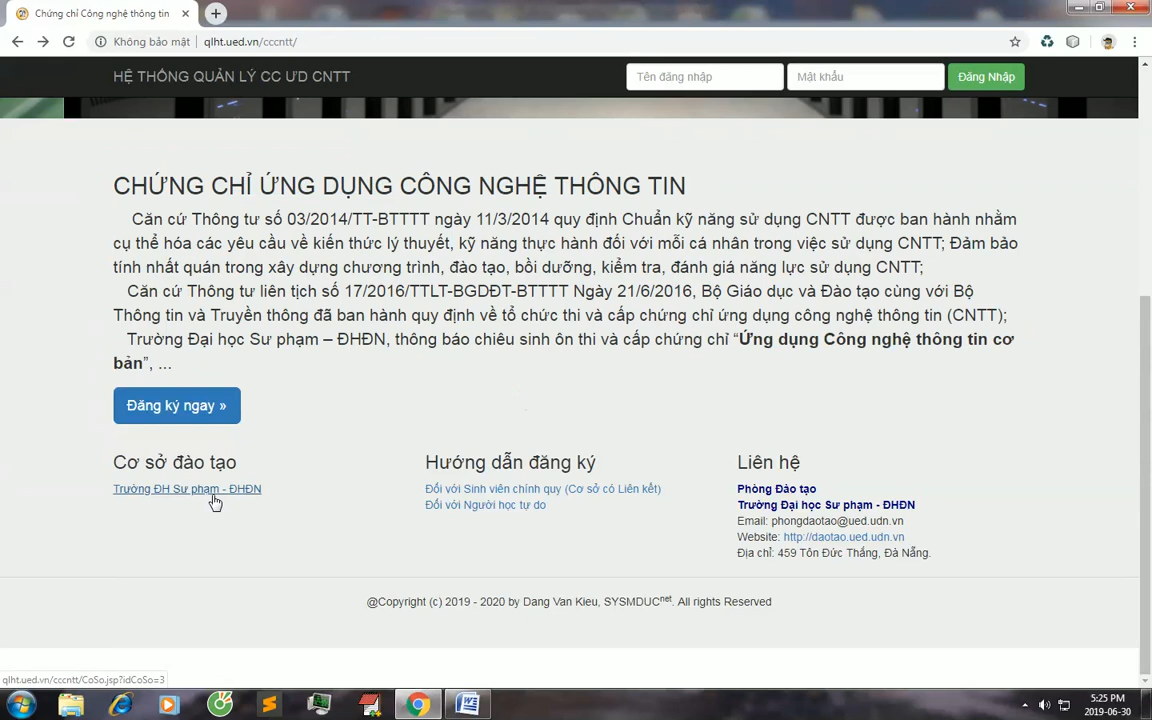 Chứng chỉ Công nghệ thông tin
Không bảo mật
qlht.ued.vn/cccntt/
HỆ THỐNG QUẢN LÝ CC ƯD CNTT
Tên đăng nhập
Mật khẩu
Đăng Nhập
CHỨNG CHỈ ỨNG DỤNG CÔNG NGHỆ THÔNG TIN
Căn cứ Thông tư số 03/2014/TT-BTTTT ngày 11/3/2014 quy định Chuẩn kỹ năng sử dụng CNTT được ban hành nhằm
cụ thể hóa các yêu cầu về kiến thức lý thuyết, kỹ năng thực hành đối với mỗi cá nhân trong việc sử dụng CNTT; Đảm bảo
tính nhất quán trong xây dựng chương trình, đào tạo, bồi dưỡng, kiểm tra, đánh giá năng lực sử dụng CNTT;
Căn cứ Thông tư liên tịch số 17/2016/TTLT-BGDĐT-BTTTT Ngày 21/6/2016, Bộ Giáo dục và Đào tạo cùng với Bộ
Thông tin và Truyền thông đã ban hành quy định về tổ chức thi và cấp chứng chỉ ứng dụng công nghệ thông tin (CNTT);
Trường Đại học Sư phạm – ĐHĐN, thông báo chiêu sinh ôn thi và cấp chứng chỉ “Ứng dụng Công nghệ thông tin cơ
bản”, ...
Đăng ký ngay »
Cơ sở đào tạo
Trường ĐH Sư phạm - ĐHĐN
Hướng dẫn đăng ký
Đối với Sinh viên chính quy (Cơ sở có Liên kết)
Đối với Người học tự do
Liên hệ
Phòng Đào tạo
Trường Đại học Sư phạm - ĐHĐN
Email: phongdaotao@ued.udn.vn
Website: http://daotao.ued.udn.vn
Địa chỉ: 459 Tôn Đức Thắng, Đà Nẵng.
@Copyright (c) 2019 - 2020 by Dang Van Kieu, SYSMDUCnet. All rights Reserved
qlht.ued.vn/cccntt/CoSo.jsp?idCoSo=3
5:25 PM
2019-06-30